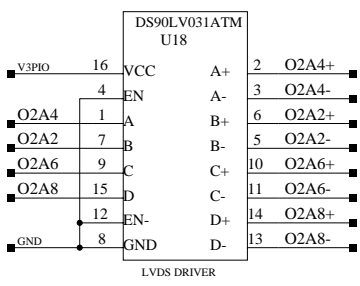 DS90LV031ATM
U18
V3PIO 16 VCC A+ 2 O2A4+
4 EN A- 3 O2A4-
O2A4 1 A B+ 6 O2A2+
O2A2 7 B B- 5 O2A2-
O2A6 9 C C+ 10 O2A6+
O2A8 15 D C- 11 O2A6-
12 EN- D+ 14 O2A8+
GND 8 GND D- 13 O2A8-
LVDS DRIVER